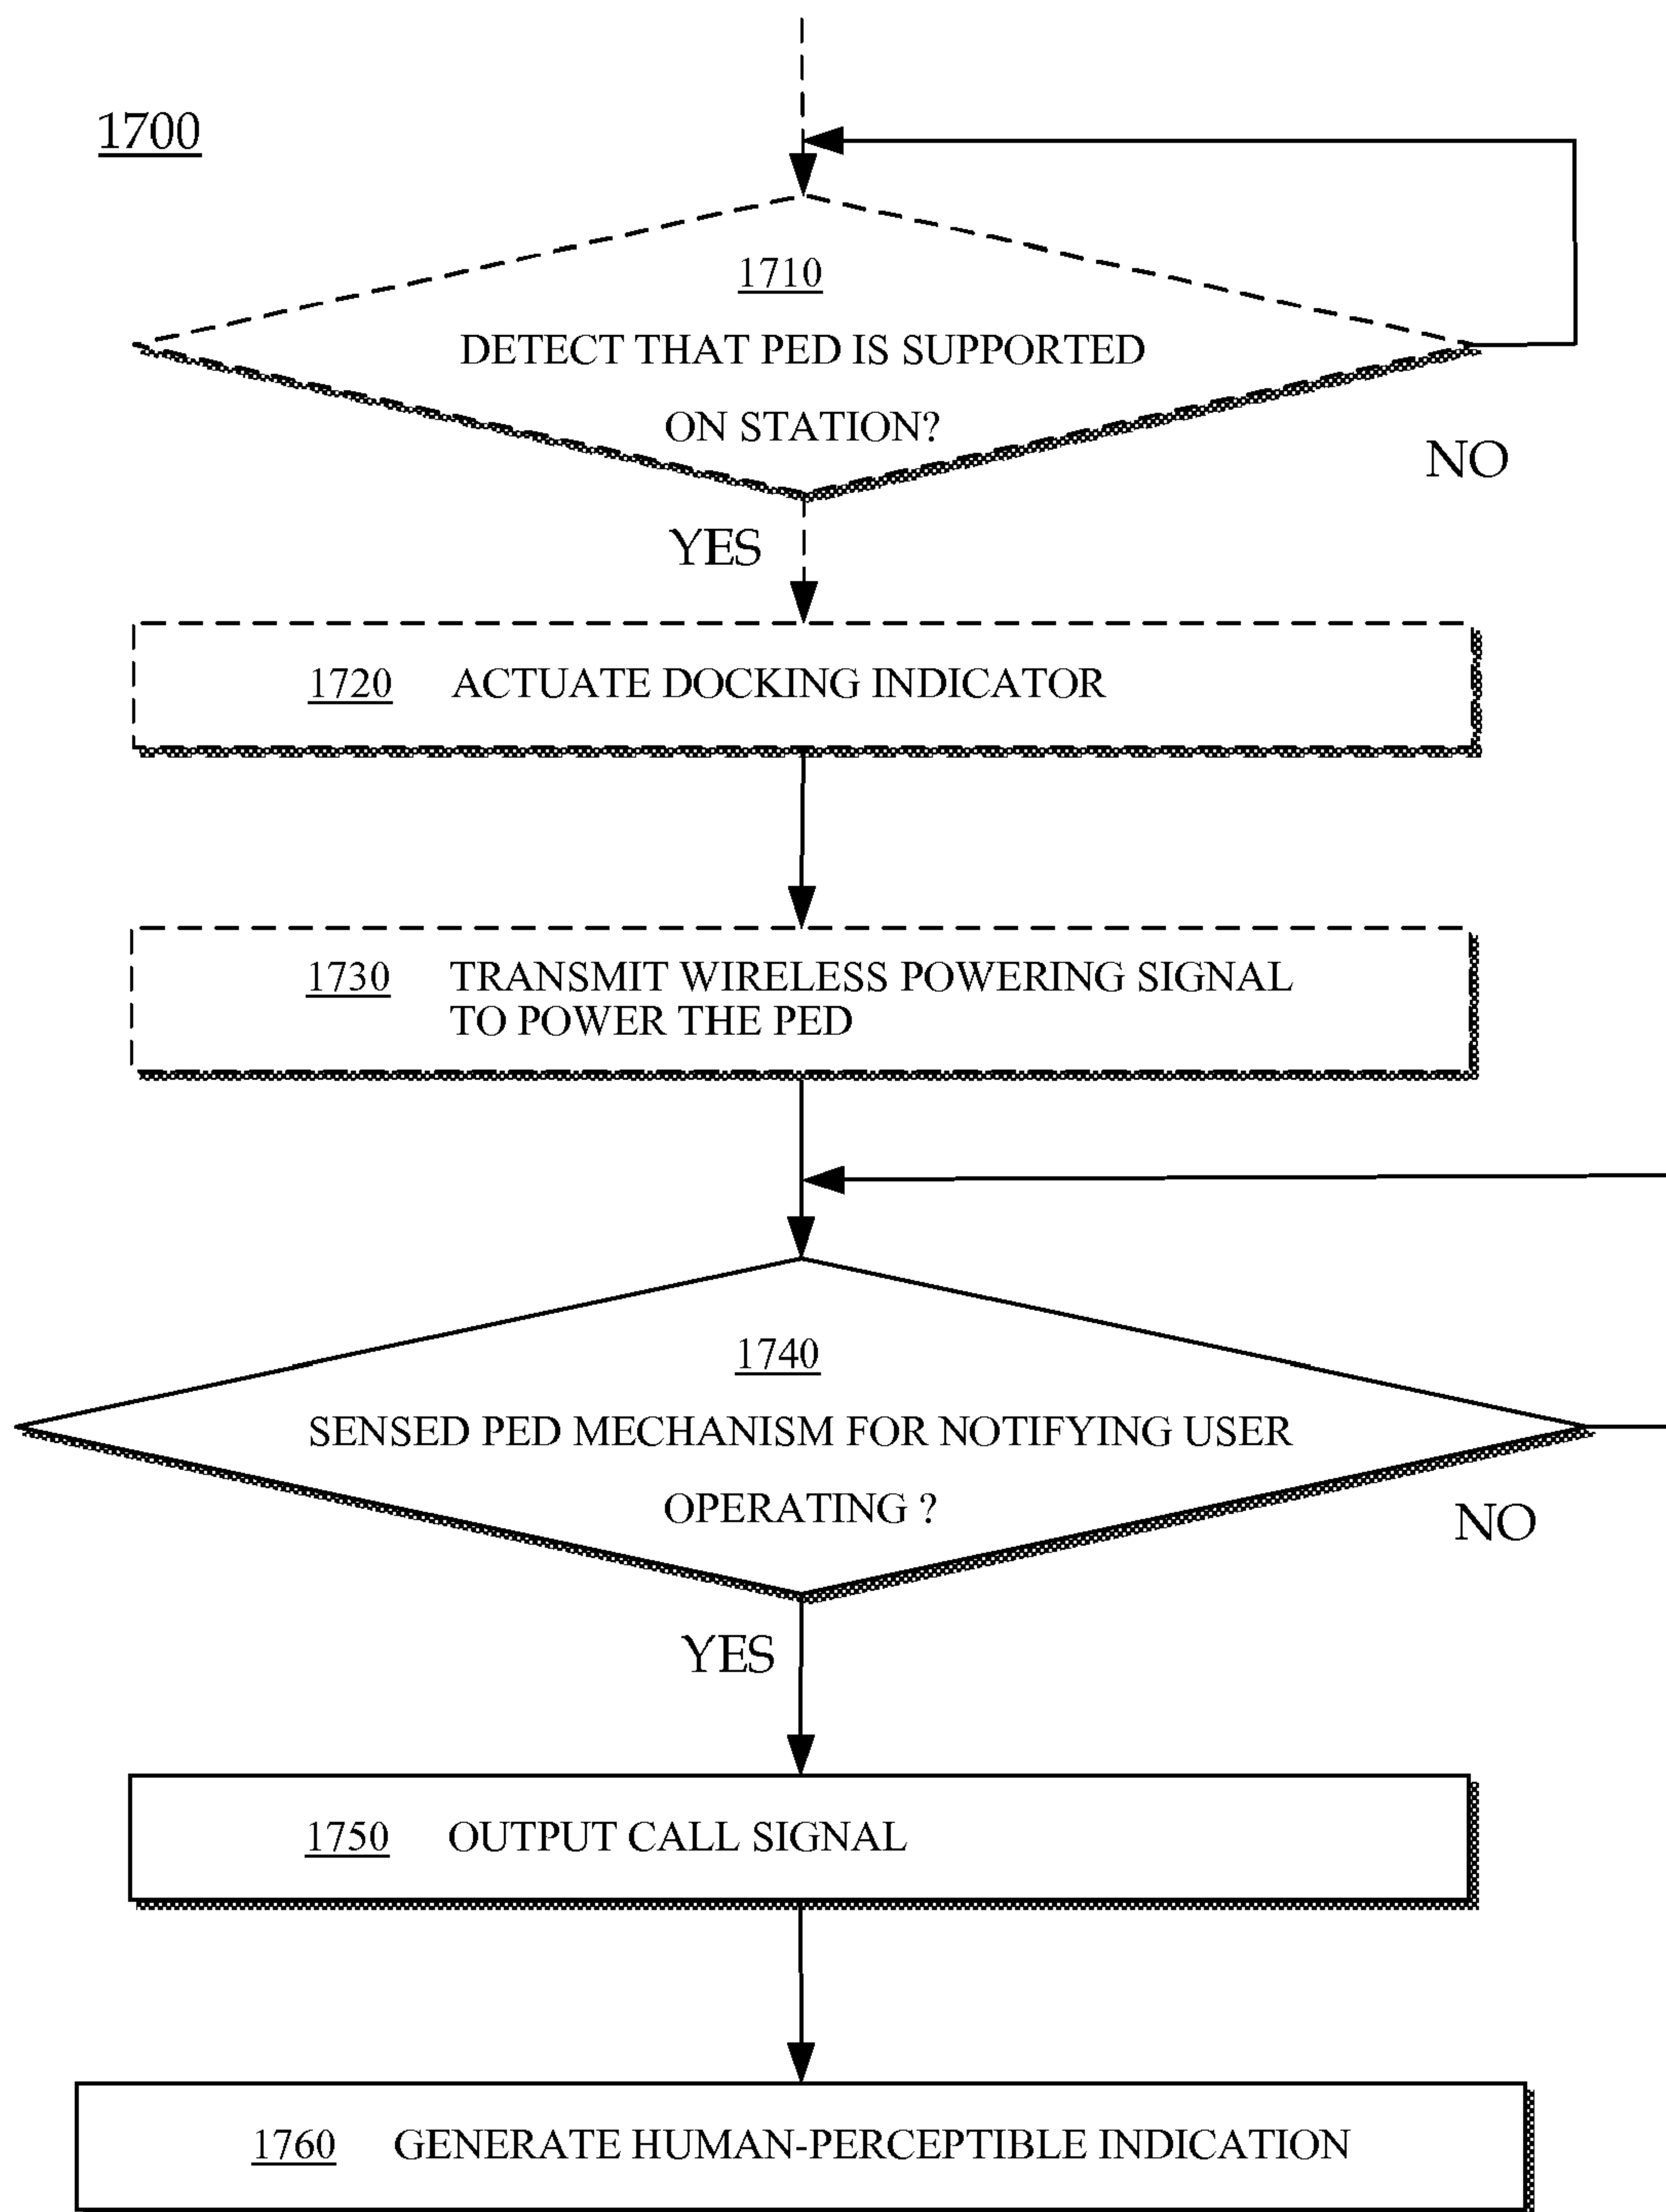 1700
1710
DETECT THAT PED IS SUPPORTED
ON STATION?
NO
YES
1720 ACTUATE DOCKING INDICATOR
1730 TRANSMIT WIRELESS POWERING SIGNAL
TO POWER THE PED
1740
SENSED PED MECHANISM FOR NOTIFYING USER
OPERATING ?
NO
YES
1750 OUTPUT CALL SIGNAL
1760 GENERATE HUMAN-PERCEPTIBLE INDICATION